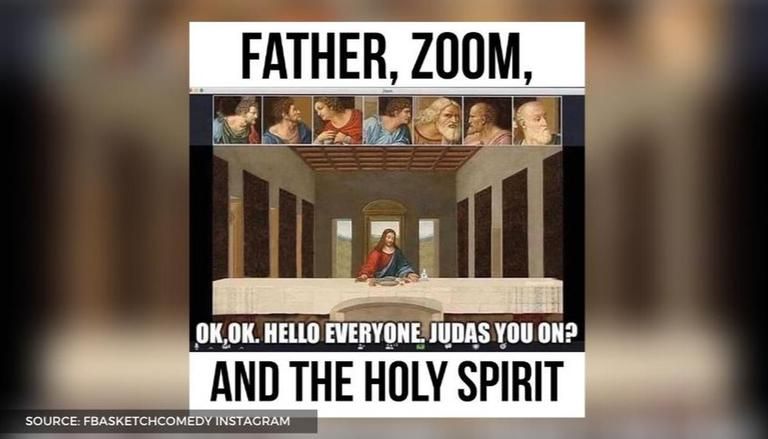 FATHER, ZOOM,
OK,OK. HELLO EVERYONE. JUDAS YOU ON?
AND THE HOLY SPIRIT
SOURCE: FBASKETCHCOMEDY INSTAGRAM